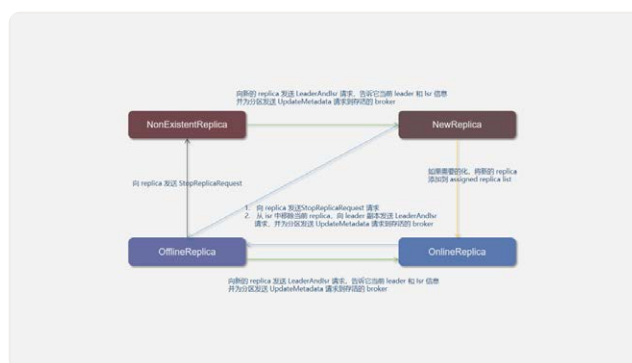 向新的 replica 发送 LeaderAndIsr 请求，告诉它当前 leader 和 Isr 信息
并为分区发送 UpdateMetadata 请求到存活的 broker
NonExistentReplica
NewReplica
如果需要的化，将新的 replica
添加到 assigned replica list
向 replica 发送 StopReplicaRequest
1. 向 replica 发送StopReplicaRequest 请求
2. 从 isr 中移除当前 replica，向 leader 副本发送 LeaderAndIsr
请求，并为分区发送 UpdateMetadata 请求到存活的 broker
OfflineReplica
OnlineReplica
向新的 replica 发送 LeaderAndIsr 请求，告诉它当前 leader 和 Isr 信息
并为分区发送 UpdateMetadata 请求到存活的 broker